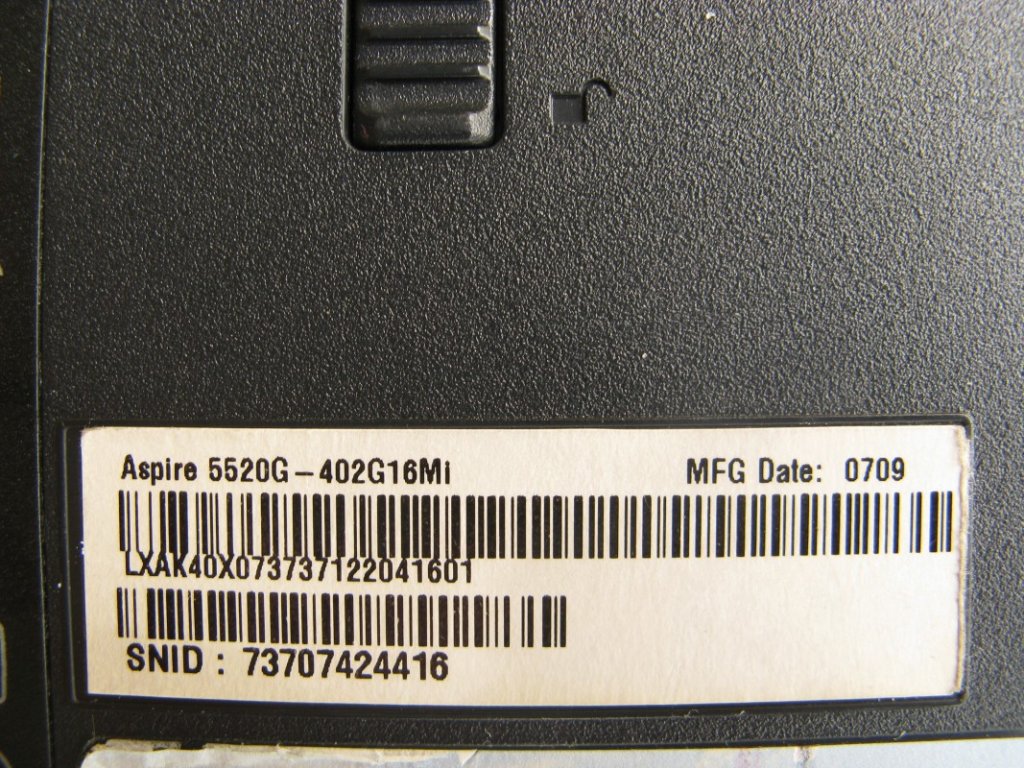 Aspire 5520G-402G16Mi MFG Date: 0709
LXAK40X073737122041601
SNID : 73707424416